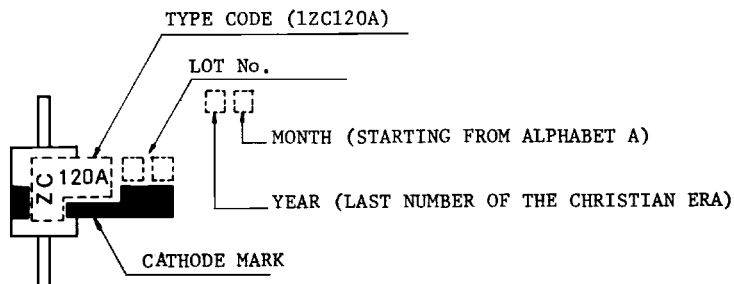 TYPE CODE (1ZC120A)
LOT No.
MONTH (STARTING FROM ALPHABET A)
ZC 120A
YEAR (LAST NUMBER OF THE CHRISTIAN ERA)
CATHODE MARK